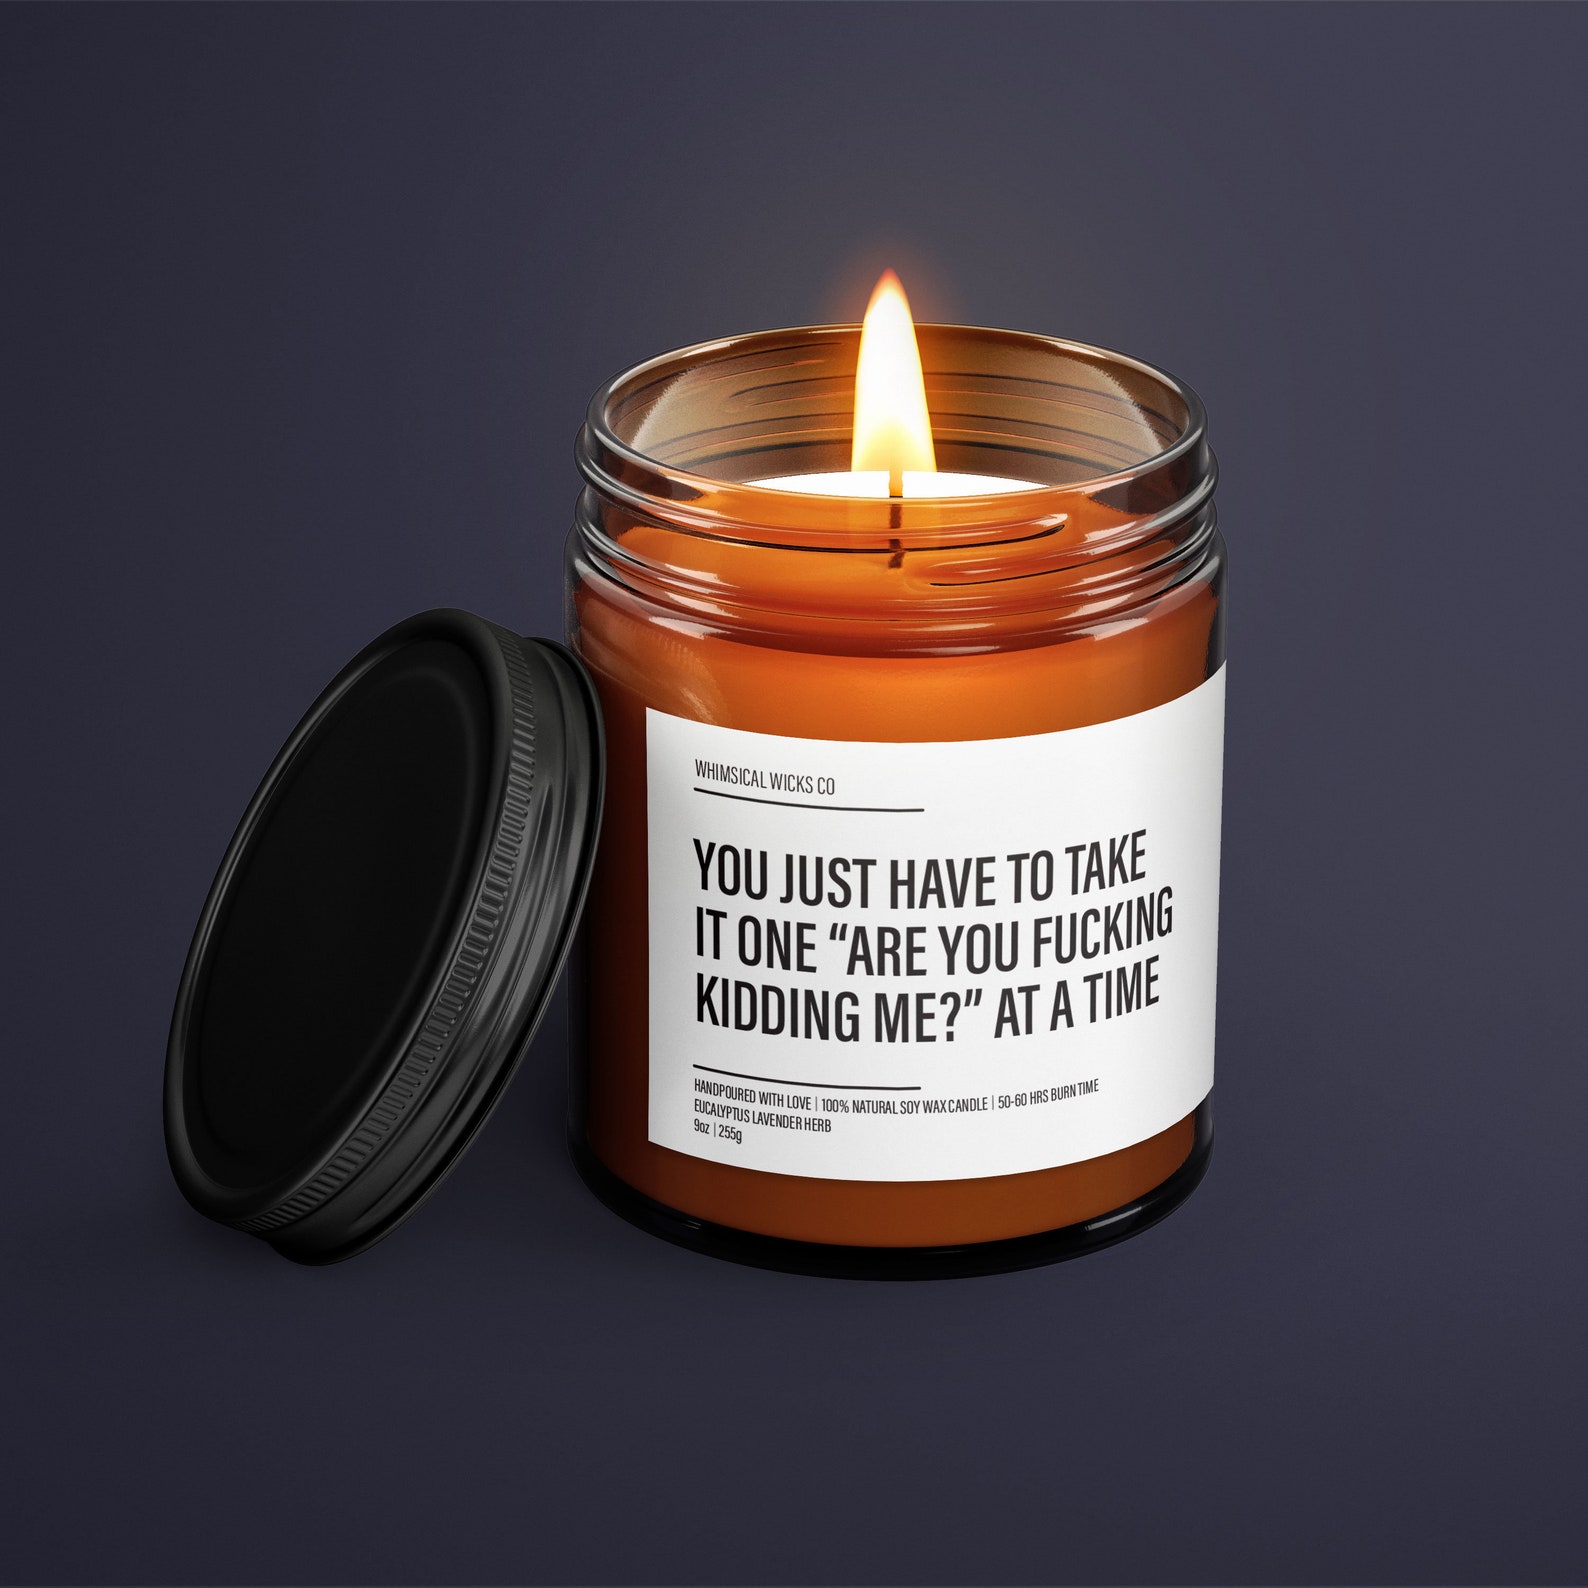 WHIMSICAL WICKS CO
YOU JUST HAVE TO TAKE
IT ONE “ARE YOU FUCKING
KIDDING ME?” AT A TIME
HANDPOURED WITH LOVE | 100% NATURAL SOY WAX CANDLE | 50-60 HRS BURN TIME
EUCALYPTUS LAVENDER HERB
9oz | 255g